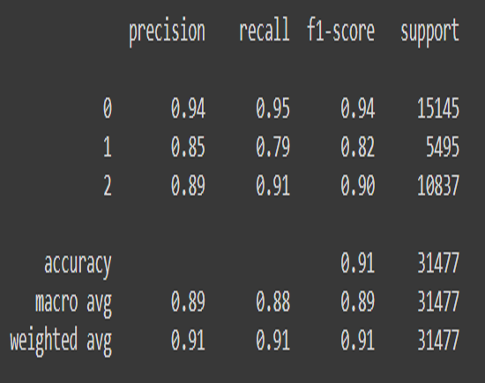 precision recall f1-score support
0 0.94 0.95 0.94 15145
1 0.85 0.79 0.82 5495
2 0.89 0.91 0.90 10837
accuracy 0.91 31477
macro avg 0.89 0.88 0.89 31477
weighted avg 0.91 0.91 0.91 31477